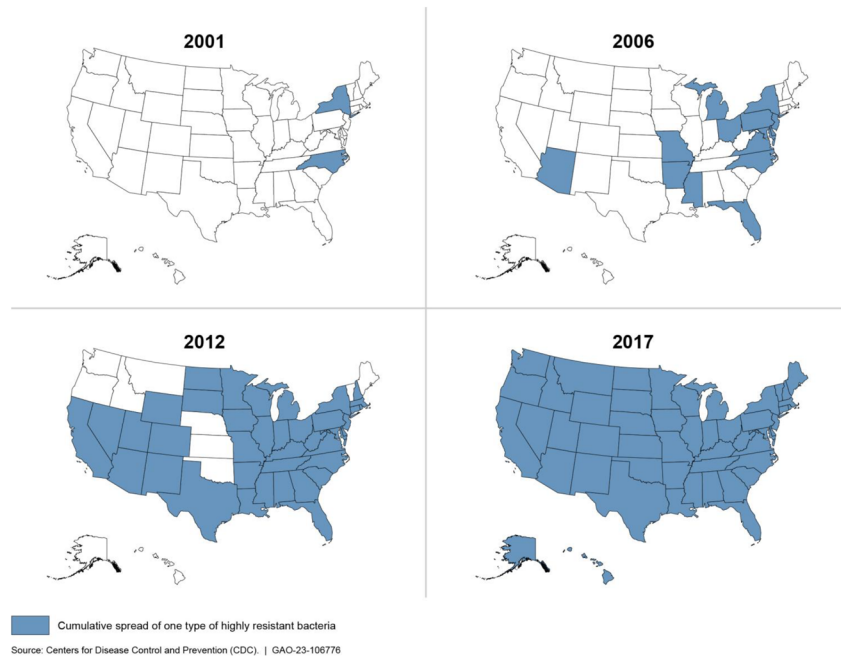 2001
2006
2012
2017
Cumulative spread of one type of highly resistant bacteria
Source: Centers for Disease Control and Prevention (CDC). | GAO-23-106776